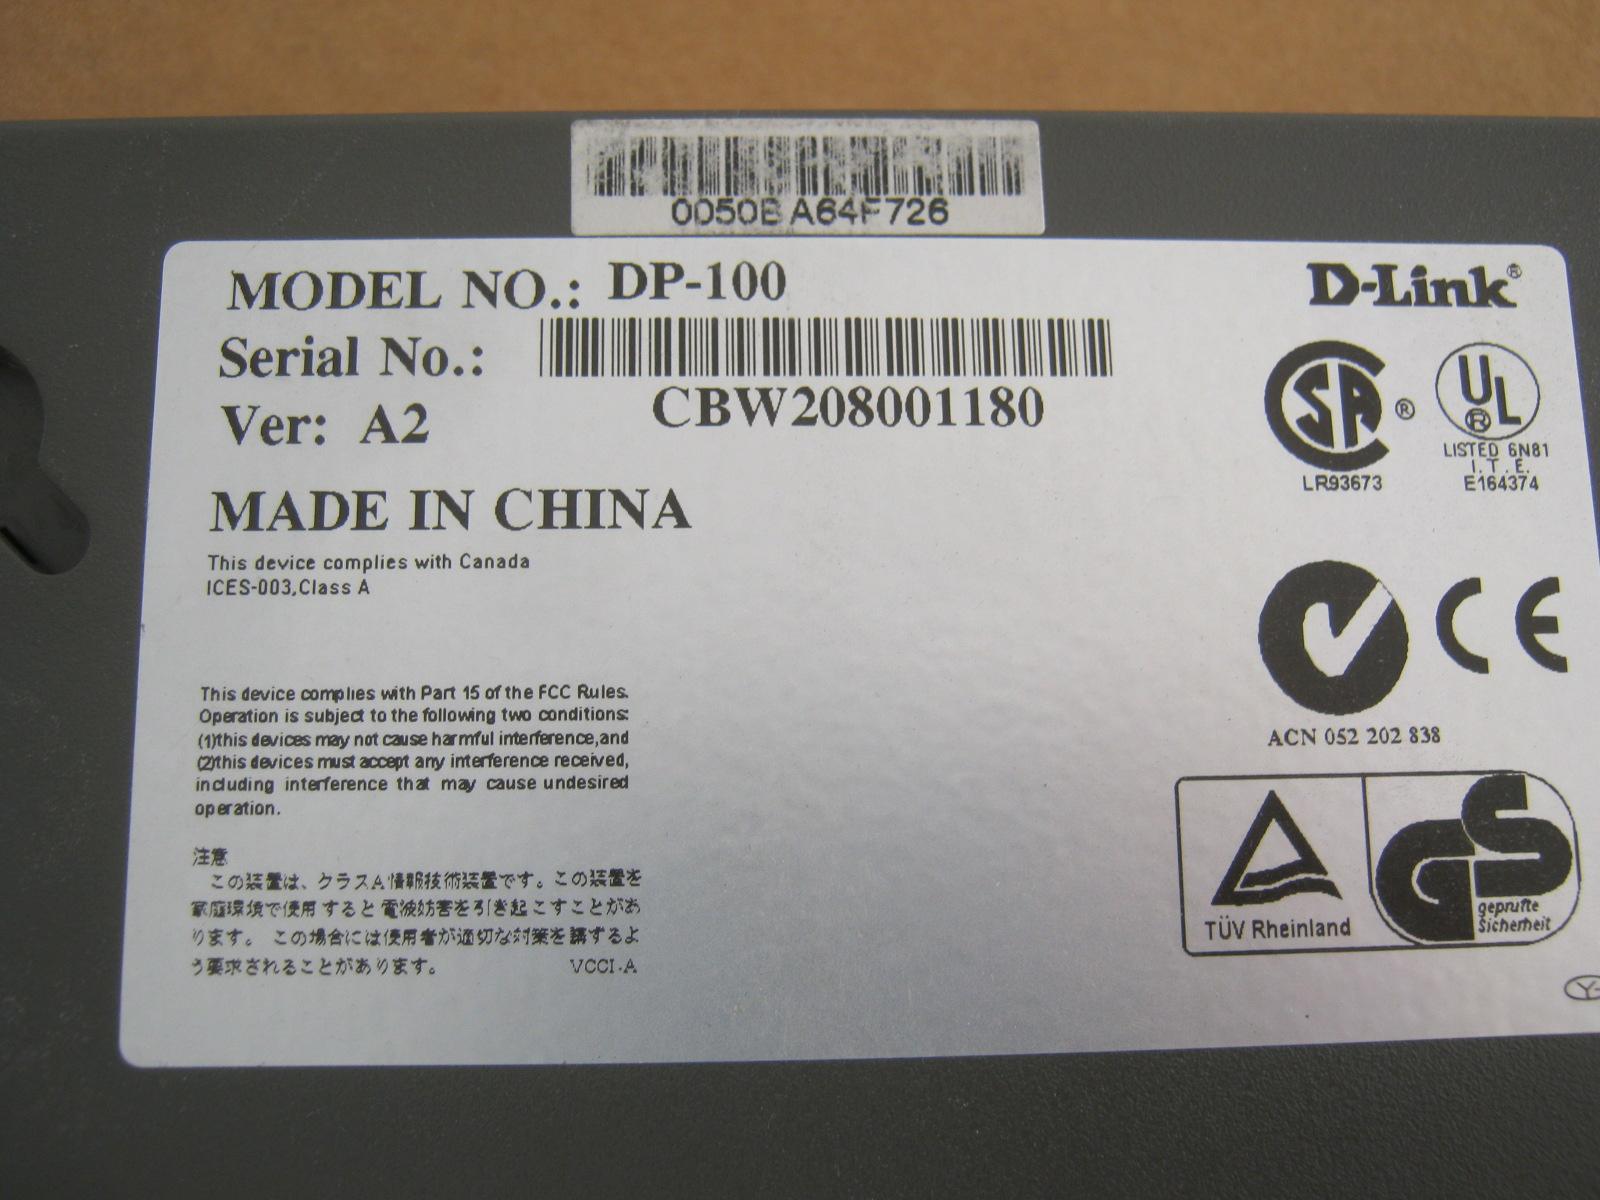 0050BA64F726
MODEL NO.: DP-100
D-Link®
Serial No.:
CBW208001180
Ver: A2
MADE IN CHINA
This device complies with Canada
ICES-003,Class A
SA ®
LR93673
UL ®
LISTED 6N81
I.T.E.
E164374
CE
ACN 052 202 838
This device complies with Part 15 of the FCC Rules.
Operation is subject to the following two conditions:
(1)this devices may not cause harmful interference,and
(2)this devices must accept any interference received,
including interference that may cause undesired
operation.
注意
この装置は、クラスA情報技術装置です。この装置を
家庭環境で使用すると電波妨害を引き起こすことがあ
ります。 この場合には使用者が適切な対策を講ずるよ
う要求されることがあります。 VCCI-A
TÜV Rheinland
GS
geprüfte
Sicherheit